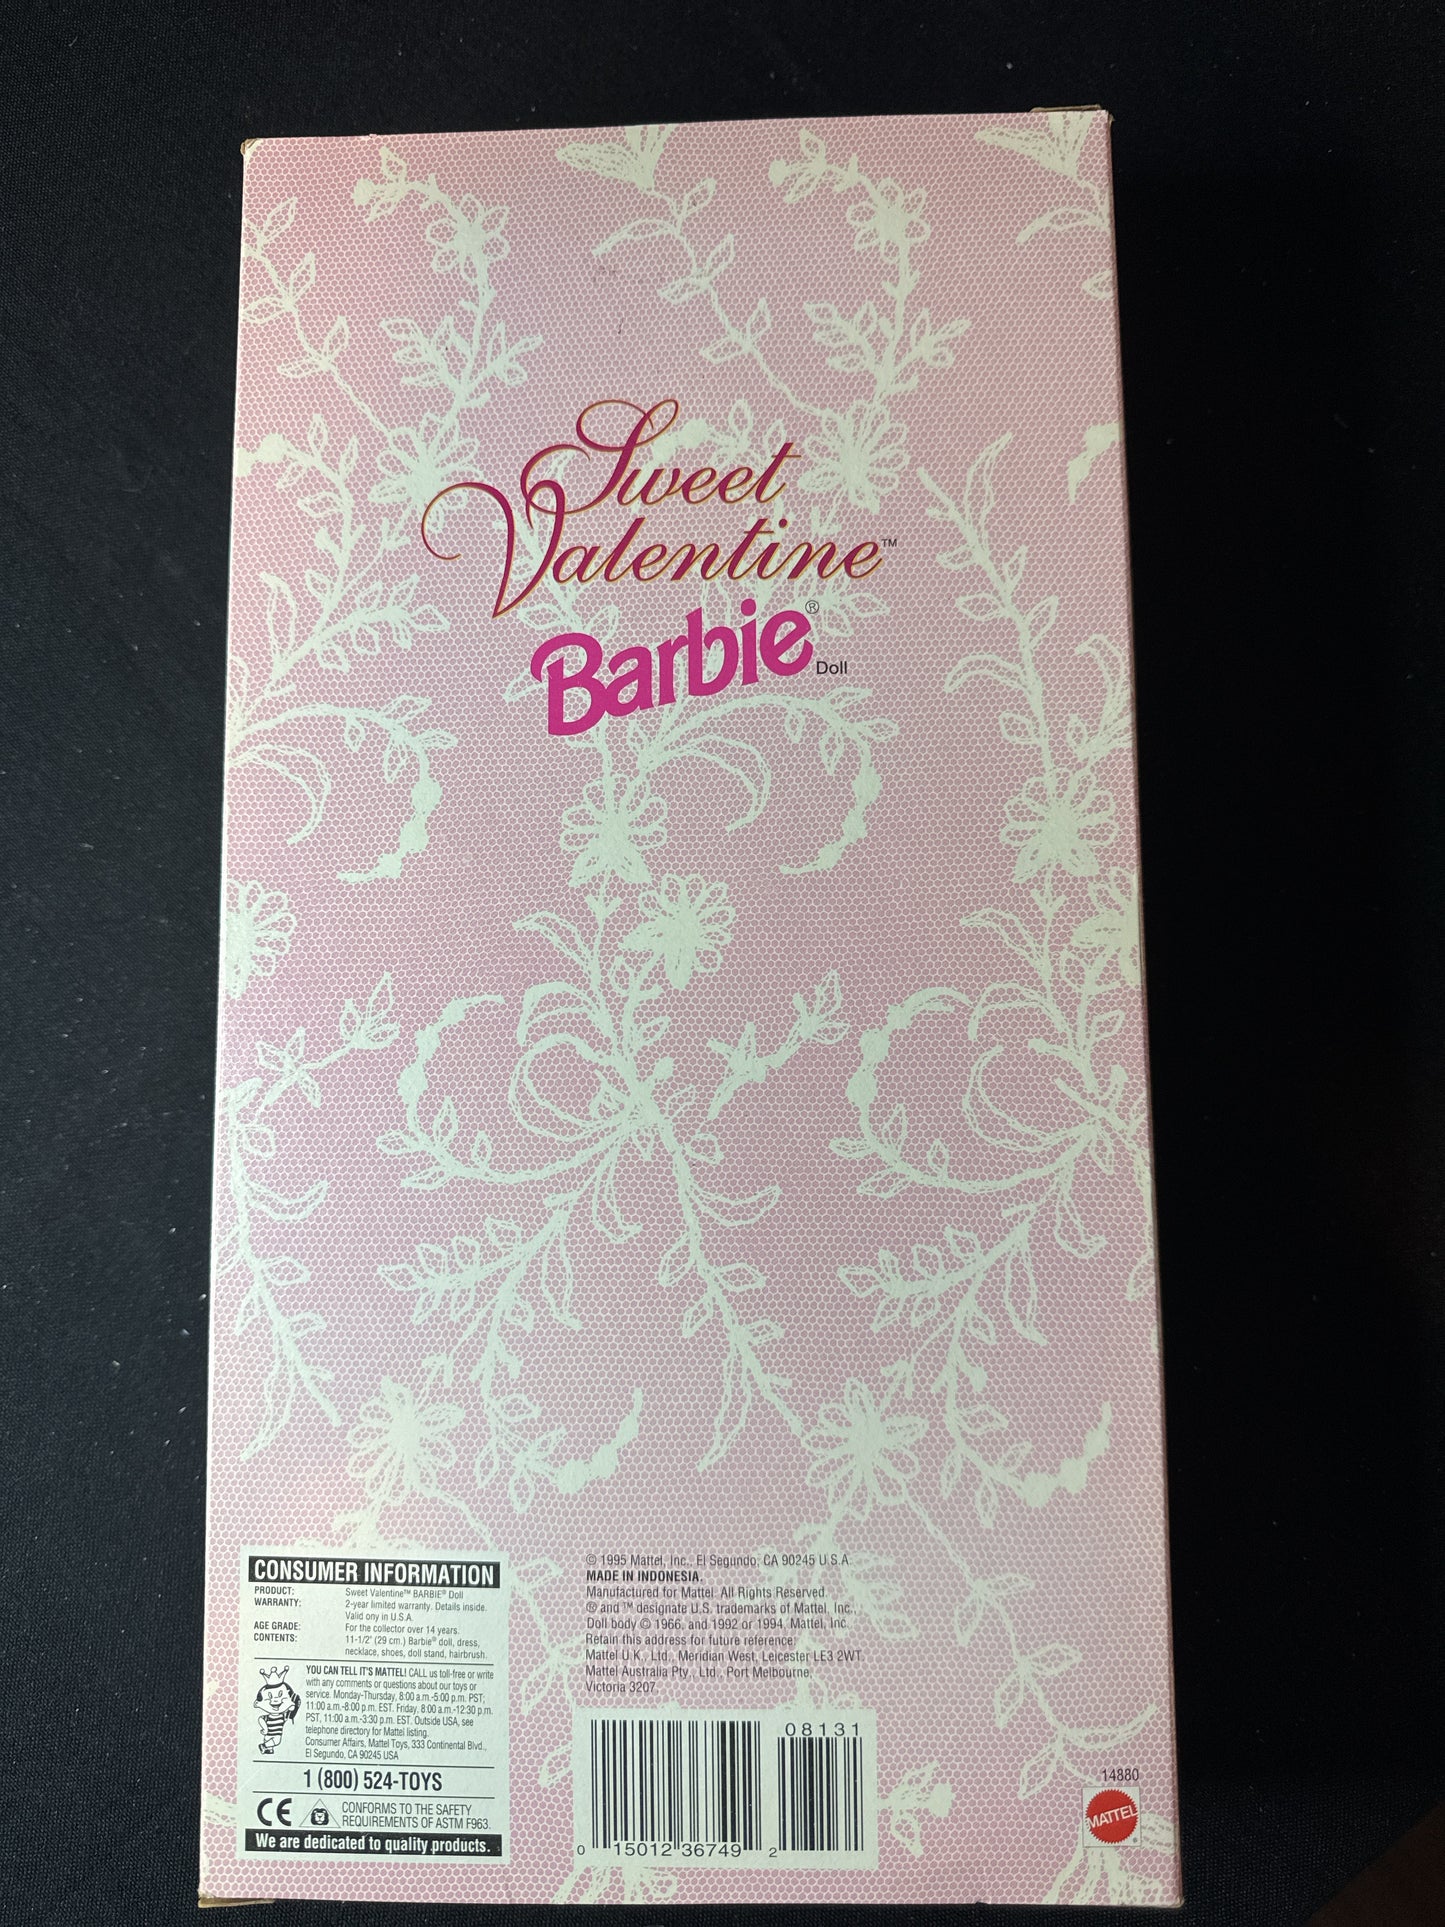 Sweet
Valentine™
Barbie®
Doll
CONSUMER INFORMATION
PRODUCT: Sweet Valentine™ BARBIE® Doll
WARRANTY: 2-year limited warranty. Details inside.
Valid ony in U.S.A.
AGE GRADE: For the collector over 14 years.
CONTENTS: 11-1/2" (29 cm.) Barbie® doll, dress,
necklace, shoes, doll stand, hairbrush.
YOU CAN TELL IT'S MATTEL! CALL us toll-free or write
with any comments or questions about our toys or
service. Monday-Thursday, 8:00 a.m.-5:00 p.m. PST;
11:00 a.m.-8:00 p.m. EST. Friday. 8:00 a.m.-12:30 p.m.
PST, 11:00 a.m.-3:30 p.m. EST. Outside USA, see
telephone directory for Mattel listing.
Consumer Affairs, Mattel Toys, 333 Continental Blvd.,
El Segundo, CA 90245 USA
1 (800) 524-TOYS
CE
CONFORMS TO THE SAFETY
REQUIREMENTS OF ASTM F963.
We are dedicated to quality products.
© 1995 Mattel, Inc., El Segundo, CA 90245 U.S.A.
MADE IN INDONESIA.
Manufactured for Mattel. All Rights Reserved.
® and ™ designate U.S. trademarks of Mattel, Inc.,
Doll body © 1966, and 1992 or 1994, Mattel, Inc.
Retain this address for future reference:
Mattel U.K., Ltd., Meridian West, Leicester LE3 2WT.
Mattel Australia Pty., Ltd., Port Melbourne,
Victoria 3207.
08131
0 15012 36749 2
14880
MATTEL®